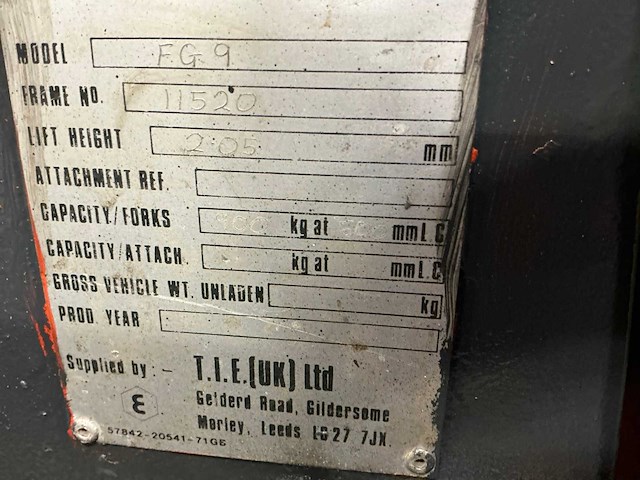 MODEL F.G.9
FRAME NO. 11520
LIFT HEIGHT 2.05 mm
ATTACHMENT REF.
CAPACITY/FORKS kg at mm L.C
CAPACITY/ATTACH. kg at mm L.C
GROSS VEHICLE WT. UNLADEN kg
PROD. YEAR
Supplied by :- T.I.E.(UK) Ltd
Gelderd Road, Gildersome
Morley, Leeds LS27 7JN.
ε
57842-20541-71GE